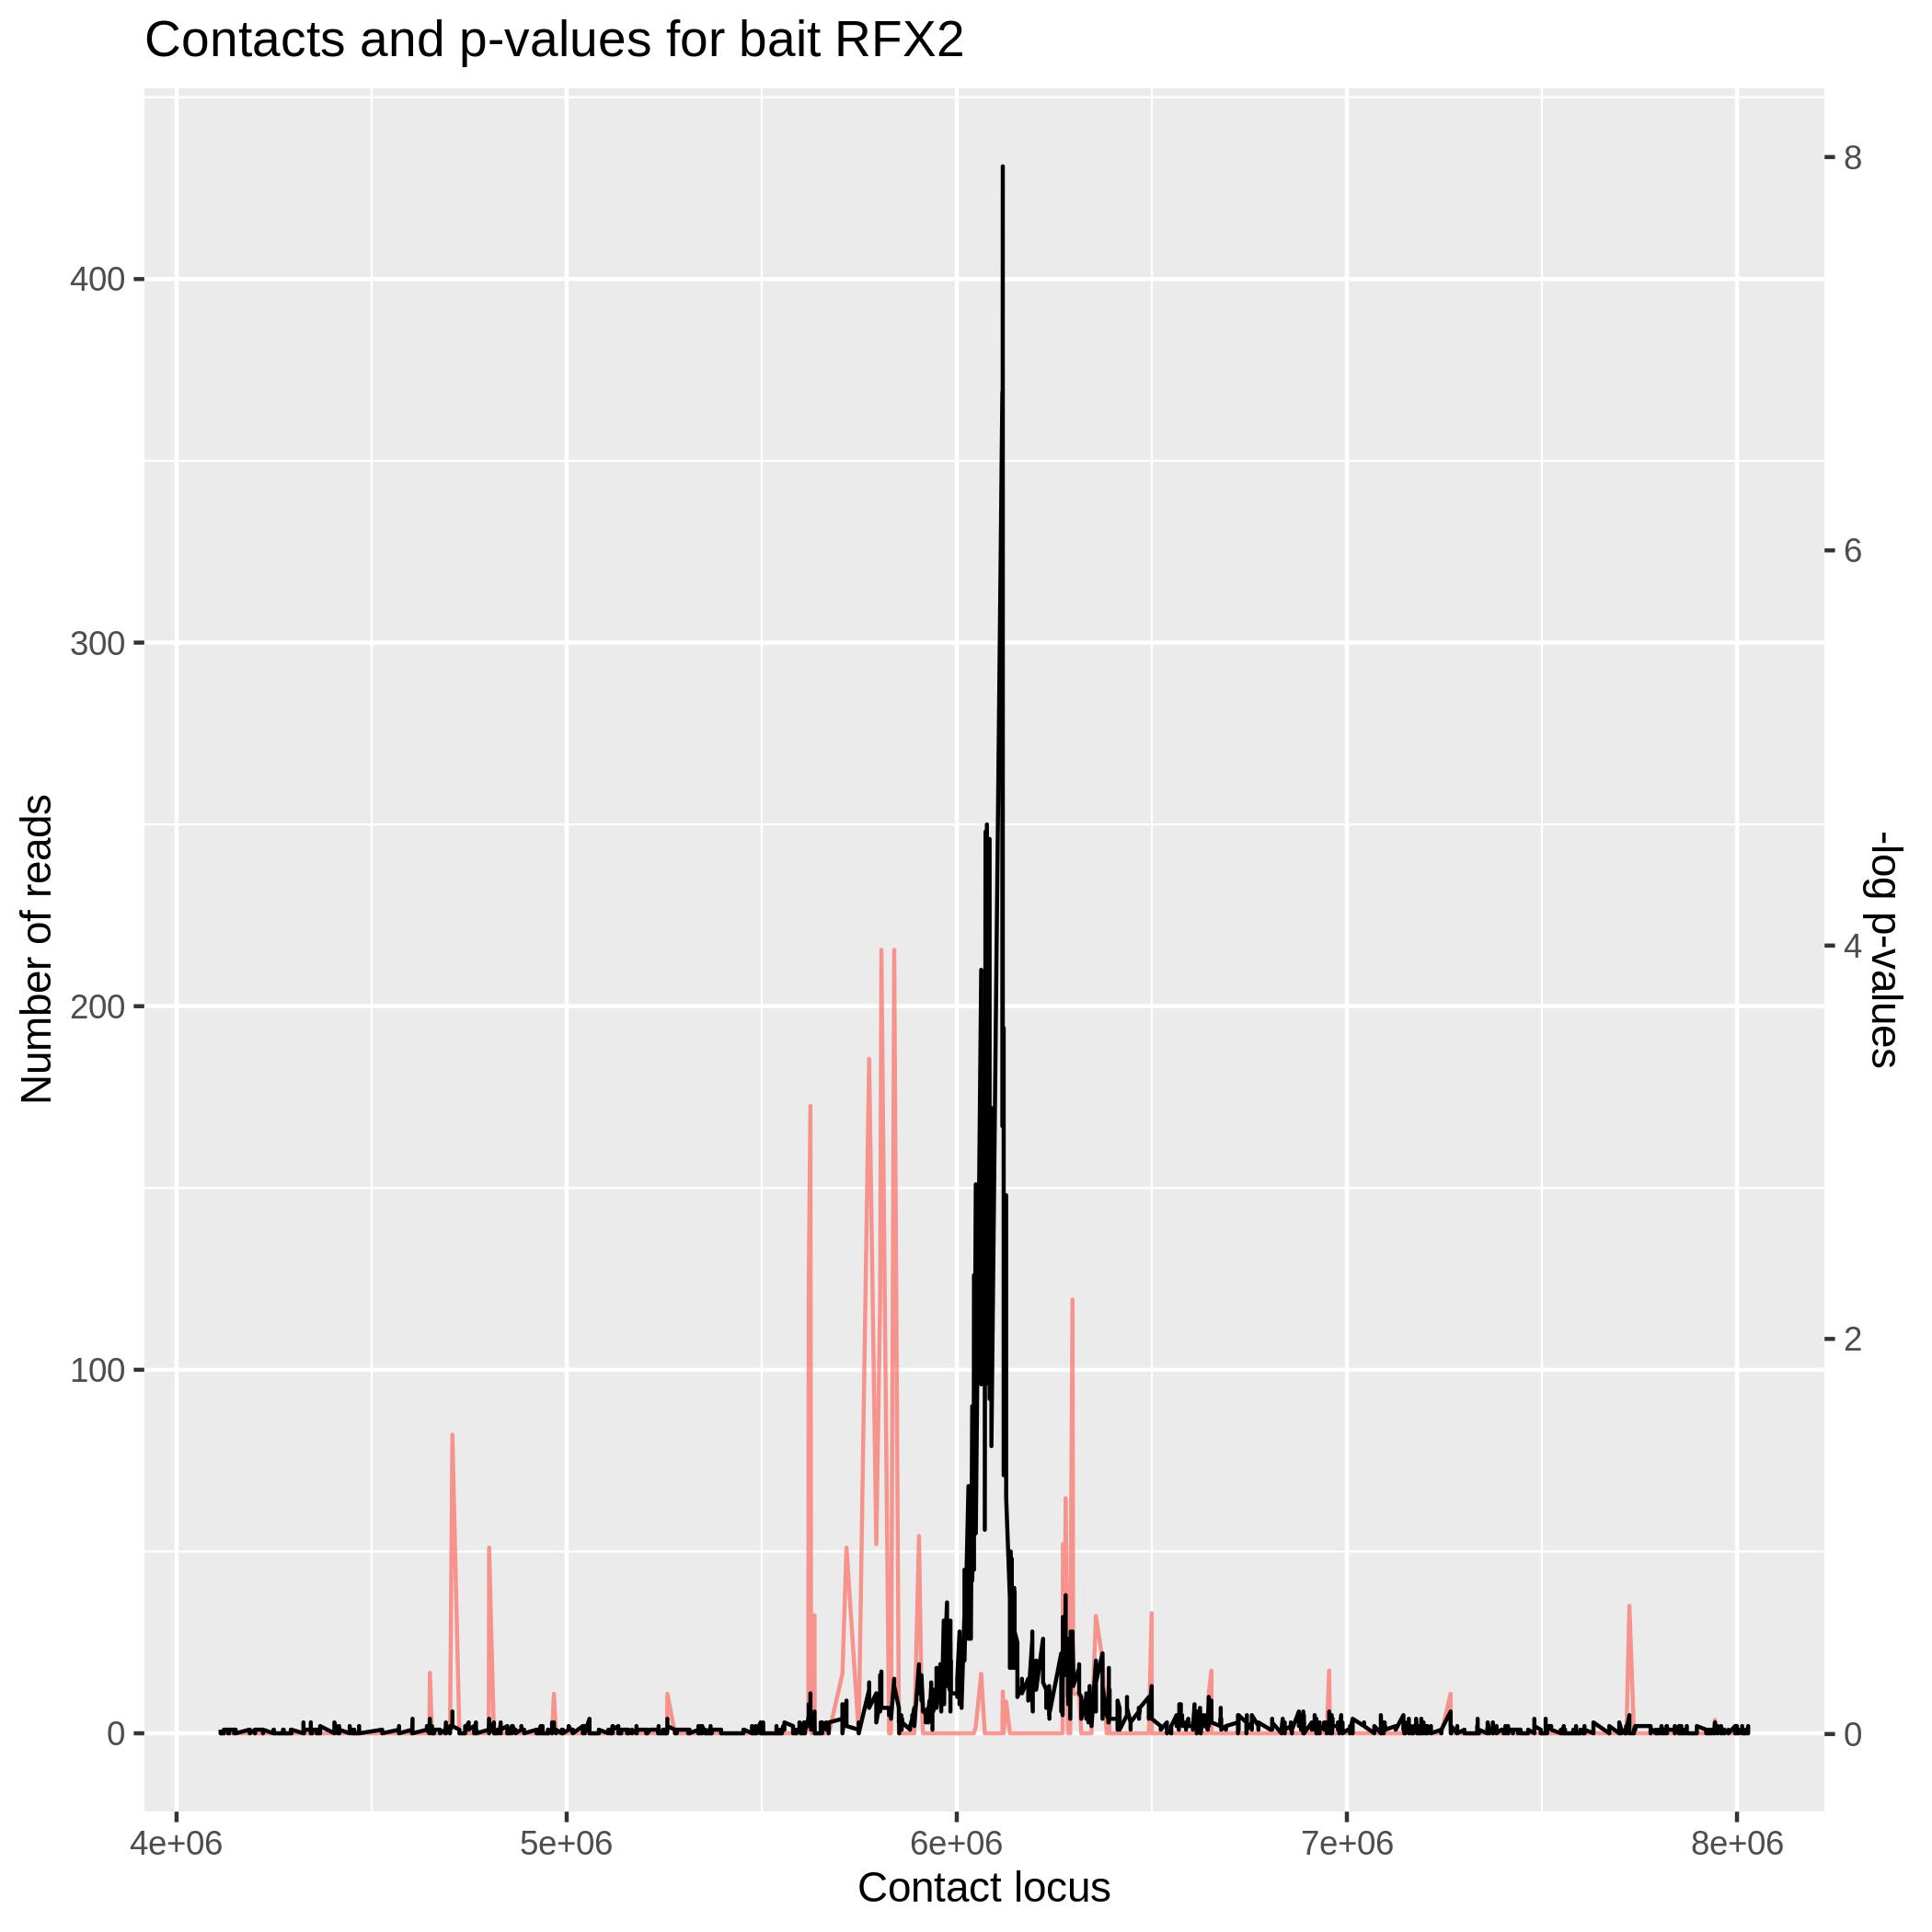 Contacts and p-values for bait RFX2
Number of reads
400
300
200
100
0
8
6
4
2
0
-log p-values
4e+06
5e+06
6e+06
7e+06
8e+06
Contact locus